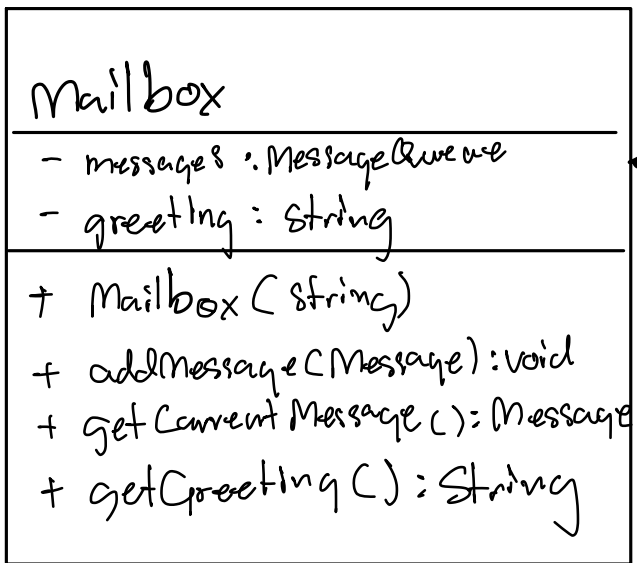 Mailbox
- messages : MessageQueue
- greeting : String
+ Mailbox (String)
+ addMessage (Message) : void
+ getCurrentMessage () : Message
+ getGreeting () : String